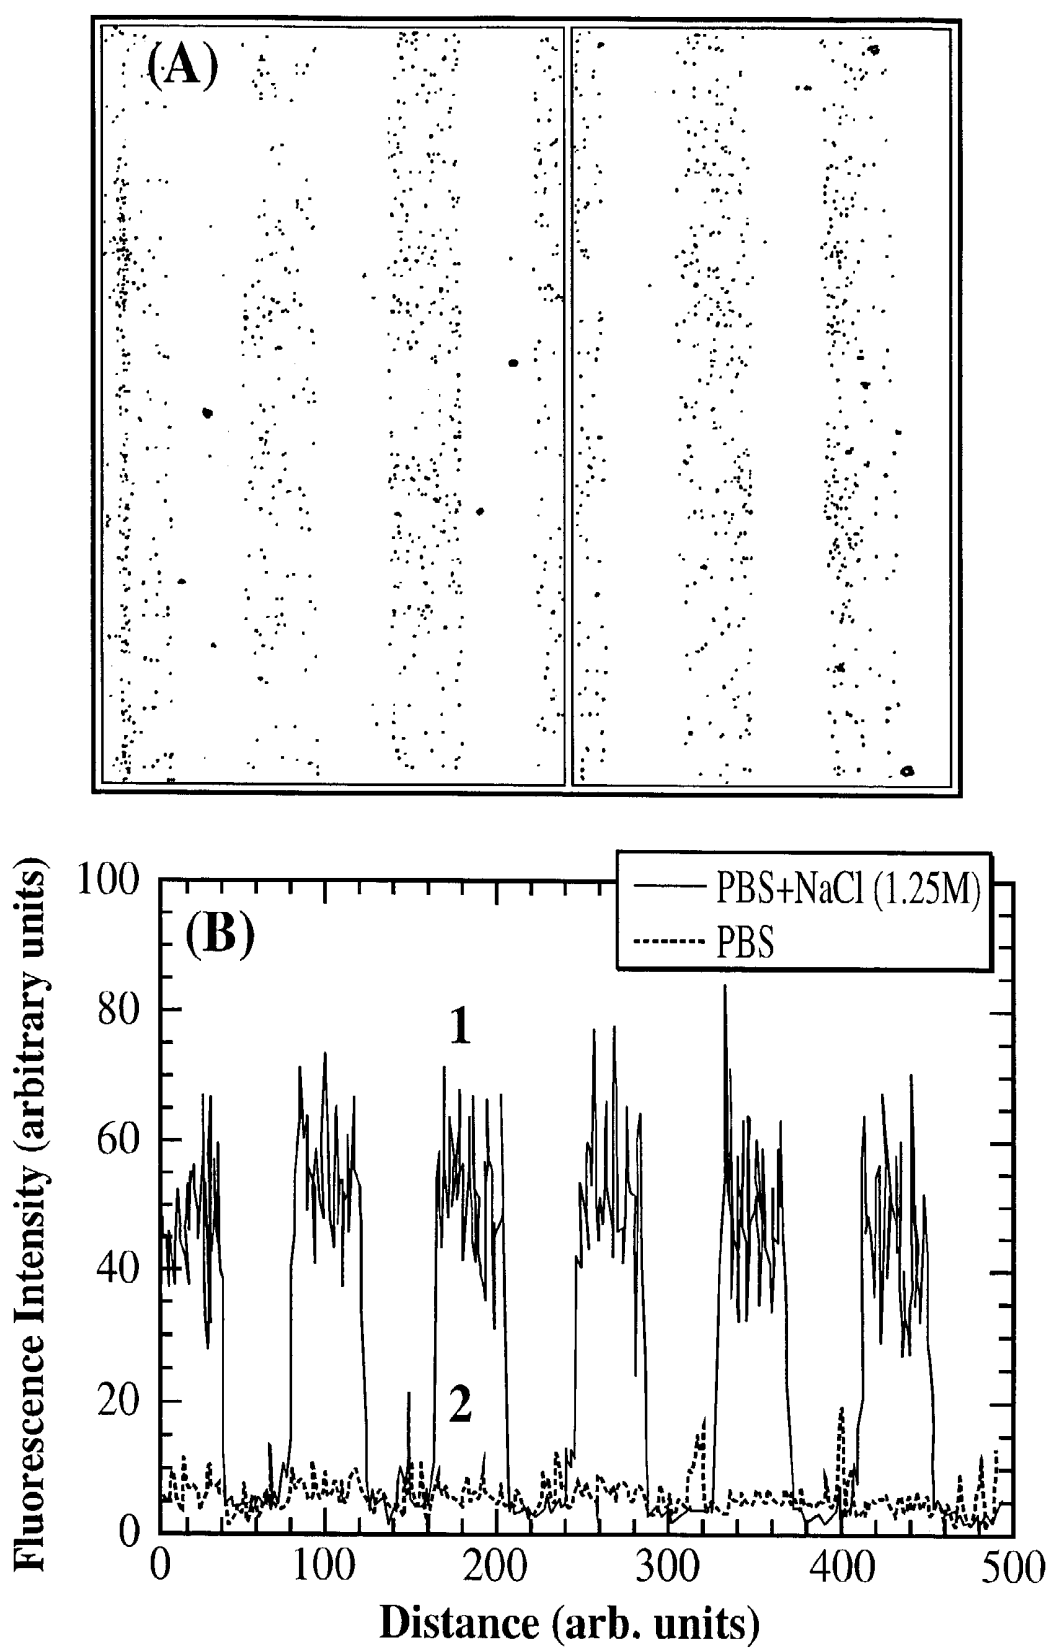 (A)
Fluorescence Intensity (arbitrary units)
100
80
60
40
20
0
(B)
PBS+NaCl (1.25M)
PBS
1
2
0 100 200 300 400 500
Distance (arb. units)